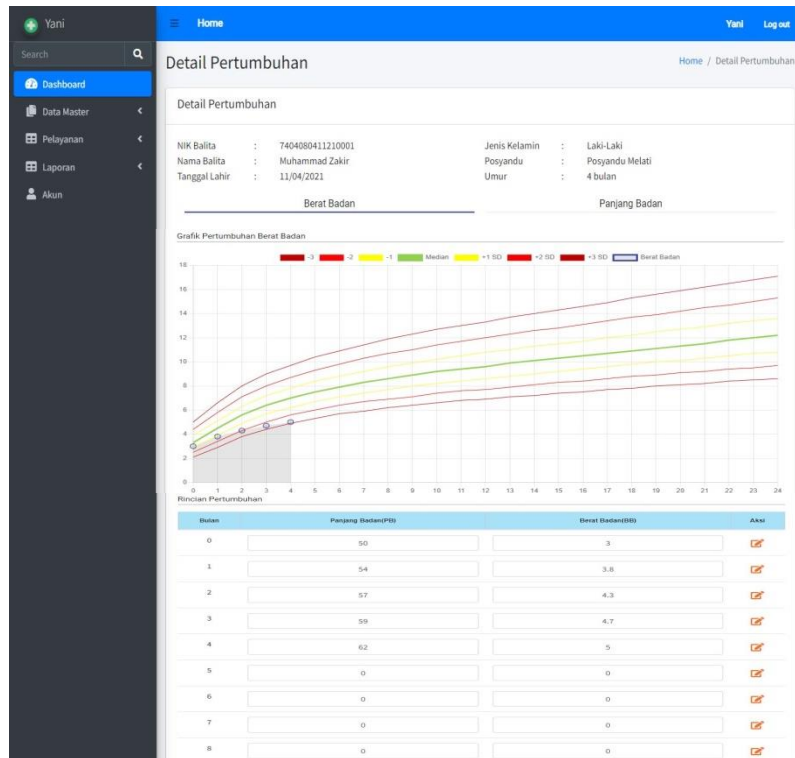 Yani
Home
Yani Log out
Search
Dashboard
Data Master
Pelayanan
Laporan
Akun
Detail Pertumbuhan
Home / Detail Pertumbuhan
Detail Pertumbuhan
NIK Balita : 7404080411210001 Jenis Kelamin : Laki-Laki
Nama Balita : Muhammad Zakir Posyandu : Posyandu Melati
Tanggal Lahir : 11/04/2021 Umur : 4 bulan
Berat Badan Panjang Badan
Grafik Pertumbuhan Berat Badan
-3 -2 -1 Median +1 SD +2 SD +3 SD Berat Badan
18
16
14
12
10
8
6
4
2
0
0 1 2 3 4 5 6 7 8 9 10 11 12 13 14 15 16 17 18 19 20 21 22 23 24
Rincian Pertumbuhan
Bulan Panjang Badan(PB) Berat Badan(BB) Aksi
0 50 3
1 54 3.8
2 57 4.3
3 59 4.7
4 62 5
5 0 0
6 0 0
7 0 0
8 0 0